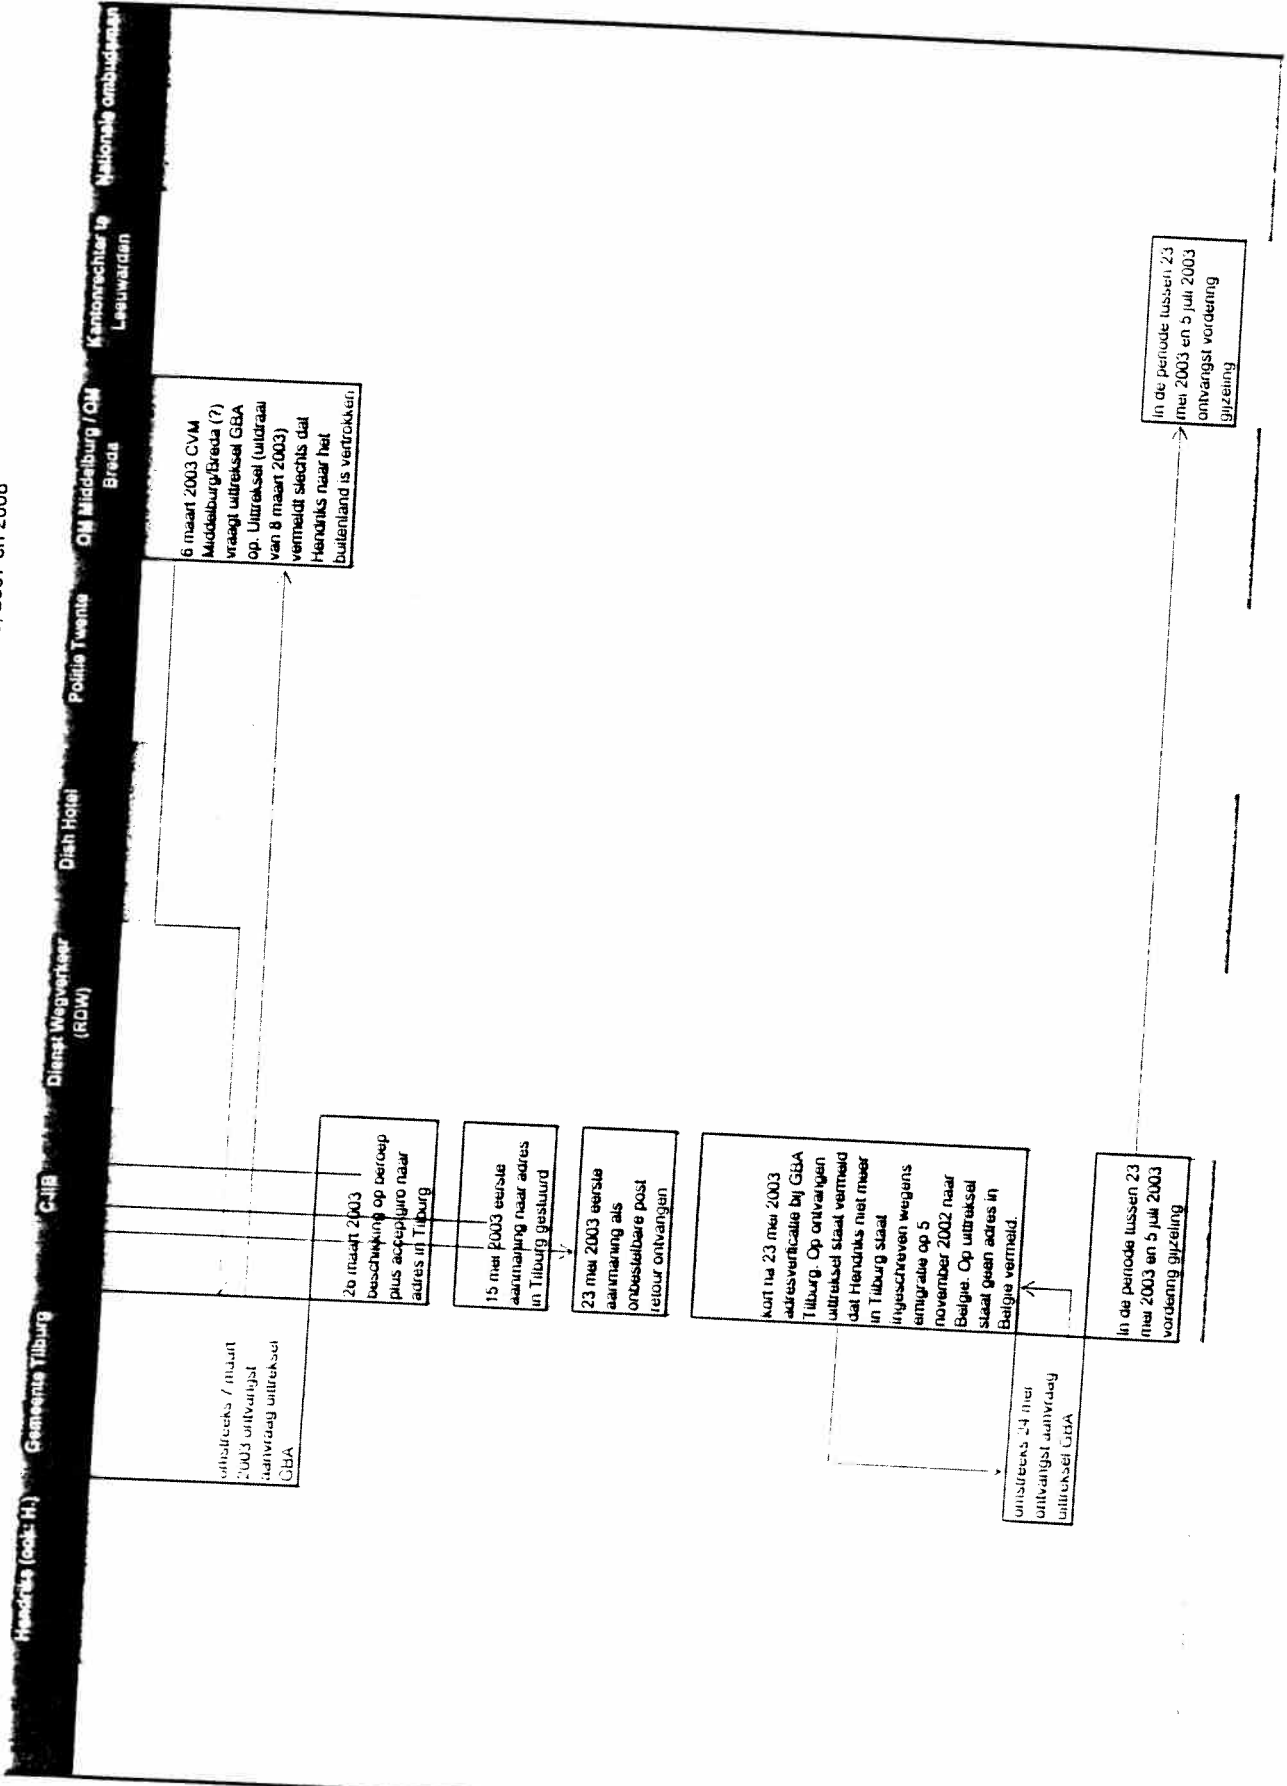 Hendriks (ook: H.)
Gemeente Tilburg
CJIB
Dienst Wegverkeer
(RDW)
Dish Hotel
Politie Twente
OM Middelburg / OM
Breda
Kantonrechter te
Leeuwarden
Nationale ombudsman
6 maart 2003 CVM
Middelburg/Breda (?)
vraagt uittreksel GBA
op. Uittreksel (uitdraai
van 8 maart 2003)
vermeldt slechts dat
Hendriks naar het
buitenland is vertrokken
omstreeks 7 maart
2003 ontvangst
aanvraag uittreksel
GBA
26 maart 2003
beschikking op beroep
plus acceptgiro naar
adres in Tilburg
15 mei 2003 eerste
aanmaning naar adres
in Tilburg gestuurd
23 mei 2003 eerste
aanmaning als
onbestelbare post
retour ontvangen
kort na 23 mei 2003
adresverificatie bij GBA
Tilburg. Op ontvangen
uittreksel staat vermeld
dat Hendriks niet meer
in Tilburg staat
ingeschreven wegens
emigratie op 5
november 2002 naar
Belgie. Op uittreksel
staat geen adres in
Belgie vermeld.
omstreeks 24 mei
ontvangst aanvraag
uittreksel GBA
In de periode tussen 23
mei 2003 en 5 juli 2003
vordering gijzeling
In de periode tussen 23
mei 2003 en 5 juli 2003
ontvangst vordering
gijzeling